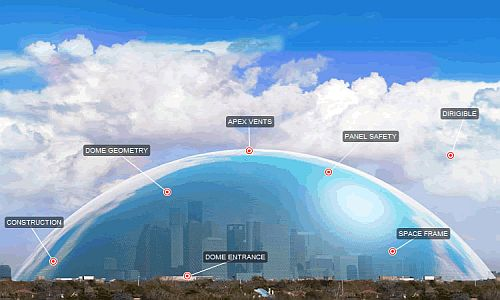 DIRIGIBLE
APEX VENTS
PANEL SAFETY
DOME GEOMETRY
CONSTRUCTION
SPACE FRAME
DOME ENTRANCE